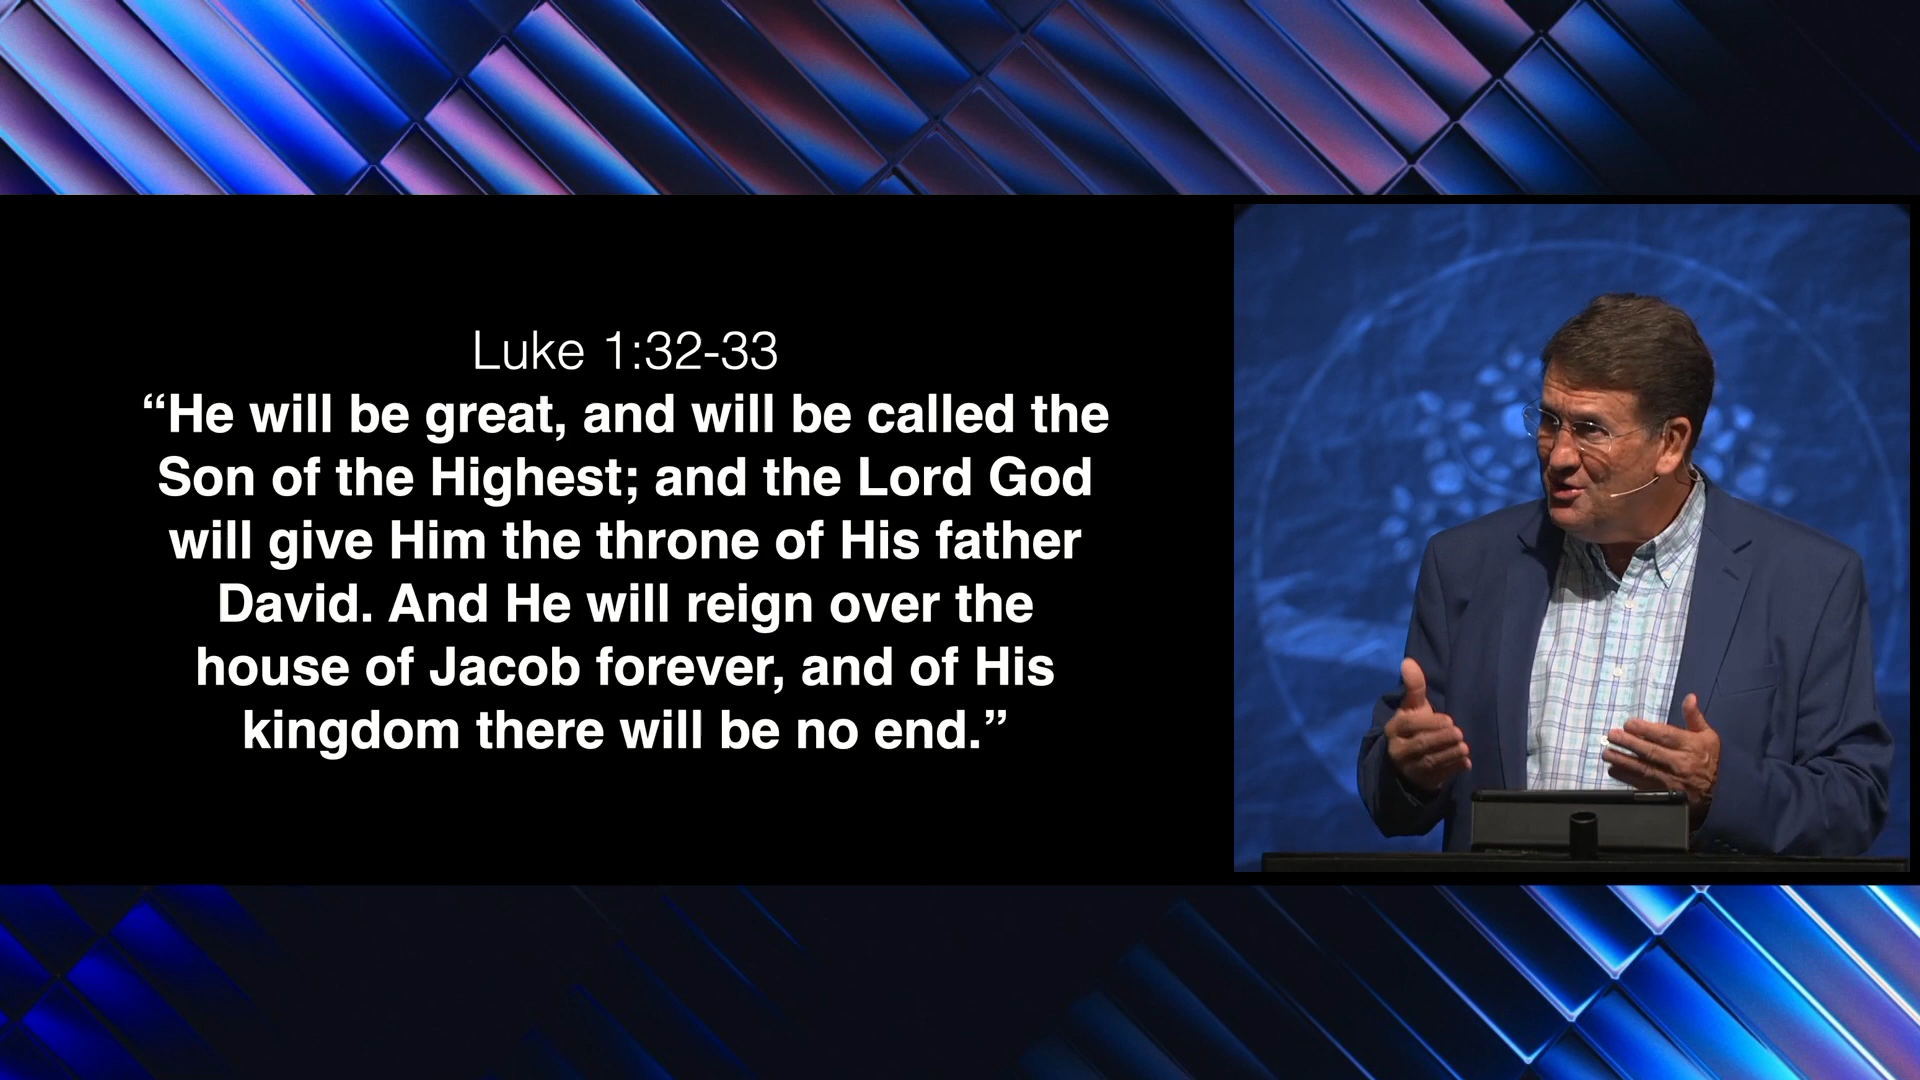 Luke 1:32-33
“He will be great, and will be called the
Son of the Highest; and the Lord God
will give Him the throne of His father
David. And He will reign over the
house of Jacob forever, and of His
kingdom there will be no end.”